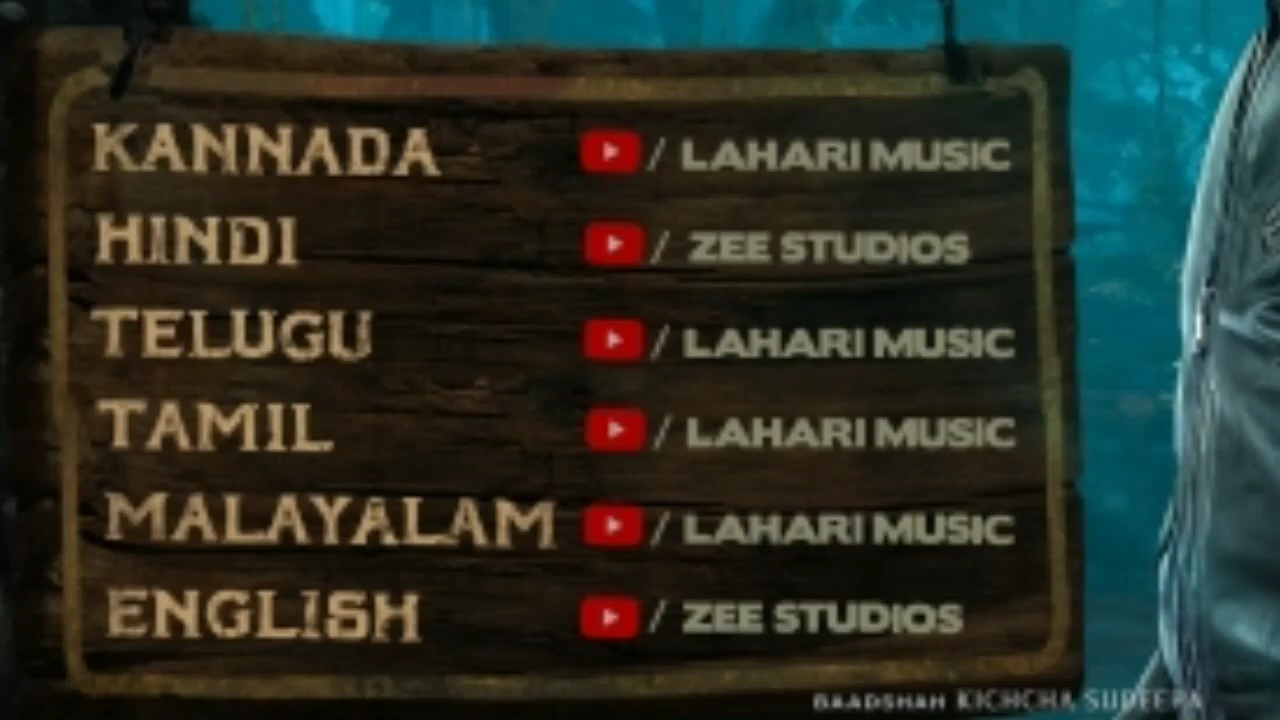 KANNADA / LAHARI MUSIC
HINDI / ZEE STUDIOS
TELUGU / LAHARI MUSIC
TAMIL / LAHARI MUSIC
MALAYALAM / LAHARI MUSIC
ENGLISH / ZEE STUDIOS
BAADSHAH KICHCHA SUDEEPA